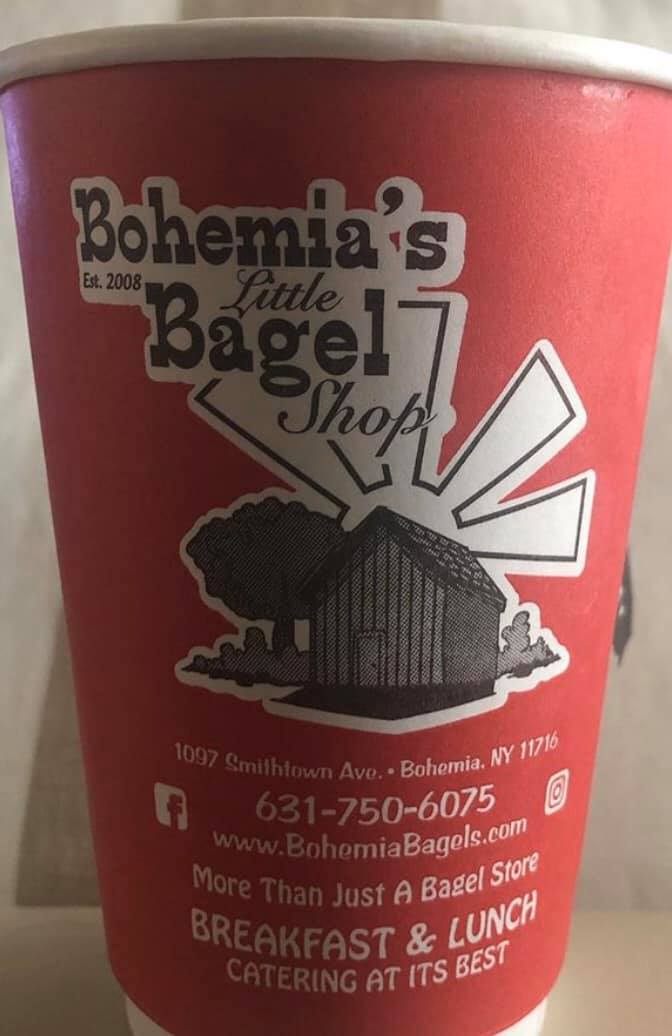 Bohemia's
Est. 2008
Little
Bagel
Shop
1097 Smithtown Ave. • Bohemia, NY 11716
631-750-6075
www.BohemiaBagels.com
More Than Just A Bagel Store
BREAKFAST & LUNCH
CATERING AT ITS BEST